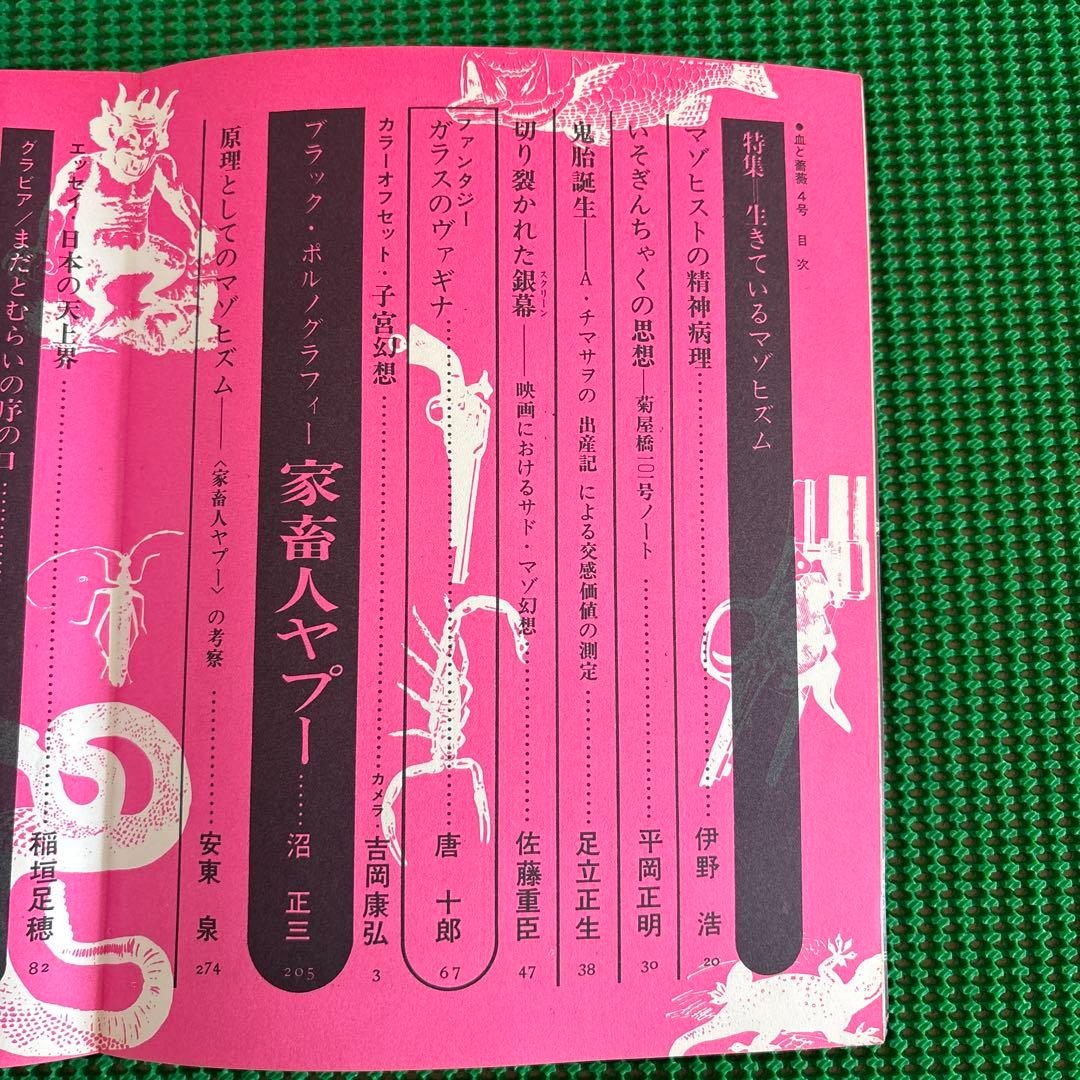 ●血と薔薇 4号 目次
特集＝生きているマゾヒズム
マゾヒストの精神病理……伊野 浩 20
いそぎんちゃくの思想─菊屋橋一〇一号ノート……平岡正明 30
鬼胎誕生──A・チマサヲの 出産記 による交感価値の測定……足立正生 38
切り裂かれた銀幕──映画におけるサド・マゾ幻想……佐藤重臣 47
スクリーン
ファンタジー
ガラスのヴァギナ……唐 十郎 67
カラーオフセット・子宮幻想……カメラ 吉岡康弘 3
ブラック・ポルノグラフィー 家畜人ヤプー……沼 正三 205
原理としてのマゾヒズム──〈家畜人ヤプー〉の考察……安東 泉 274
エッセイ・日本の天上界……稲垣足穂 82
グラビア／まだとむらいの序の口……